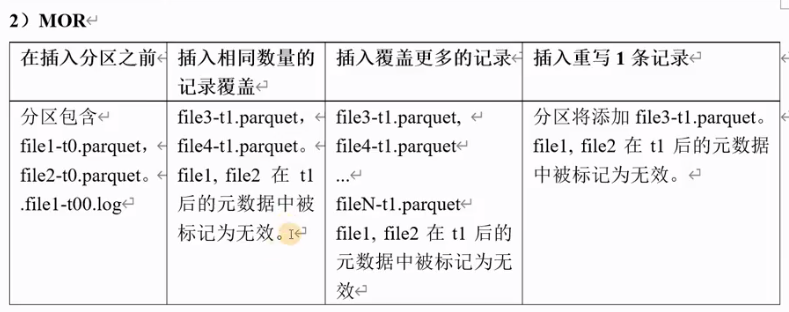 2）MOR
在插入分区之前
插入相同数量的
记录覆盖
插入覆盖更多的记录
插入重写 1 条记录
分区包含
file1-t0.parquet，
file2-t0.parquet。
.file1-t00.log
file3-t1.parquet，
file4-t1.parquet。
file1, file2 在 t1
后的元数据中被
标记为无效。
file3-t1.parquet,
file4-t1.parquet
...
fileN-t1.parquet
file1, file2 在 t1 后的
元数据中被标记为无
效
分区将添加 file3-t1.parquet。
file1, file2 在 t1 后的元数据
中被标记为无效。